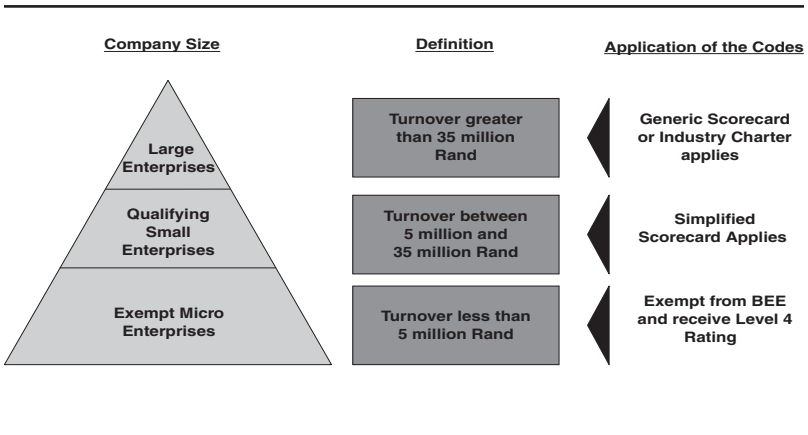 Company Size
Definition
Application of the Codes
Large
Enterprises
Turnover greater
than 35 million
Rand
Generic Scorecard
or Industry Charter
applies
Qualifying
Small
Enterprises
Turnover between
5 million and
35 million Rand
Simplified
Scorecard Applies
Exempt Micro
Enterprises
Turnover less than
5 million Rand
Exempt from BEE
and receive Level 4
Rating